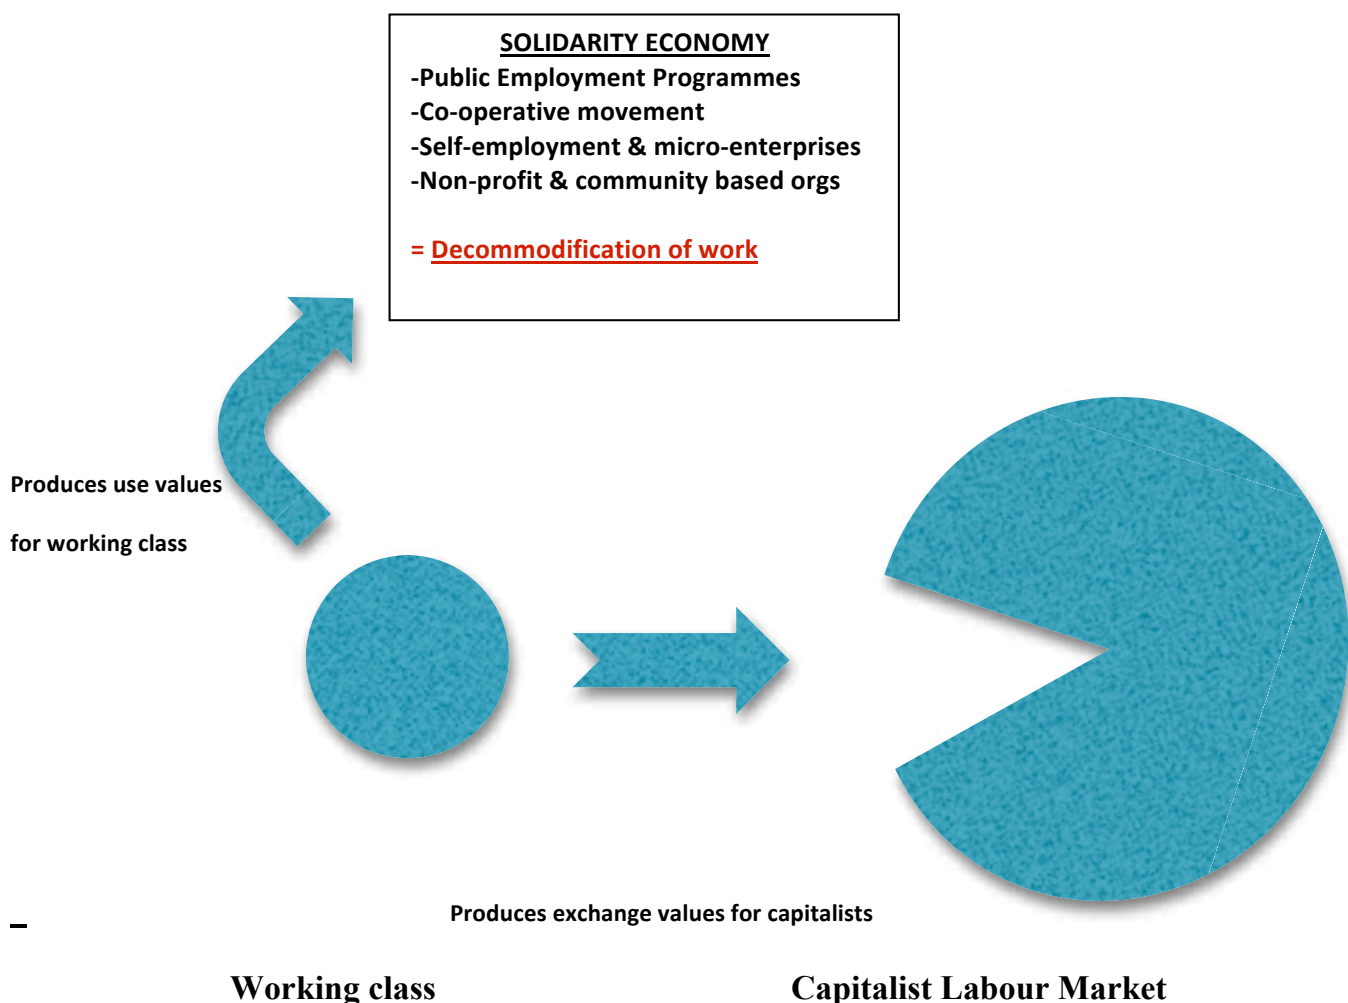 SOLIDARITY ECONOMY
-Public Employment Programmes
-Co-operative movement
-Self-employment & micro-enterprises
-Non-profit & community based orgs
= Decommodification of work
Produces use values
for working class
Produces exchange values for capitalists
Working class
Capitalist Labour Market